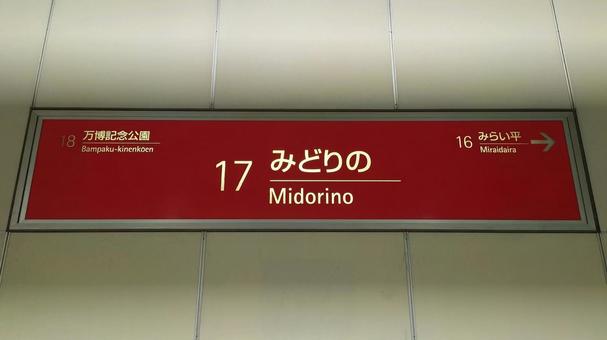 18 万博記念公園
Bampaku-kinenkōen
17 みどりの
Midorino
16 みらい平
Miraidaira